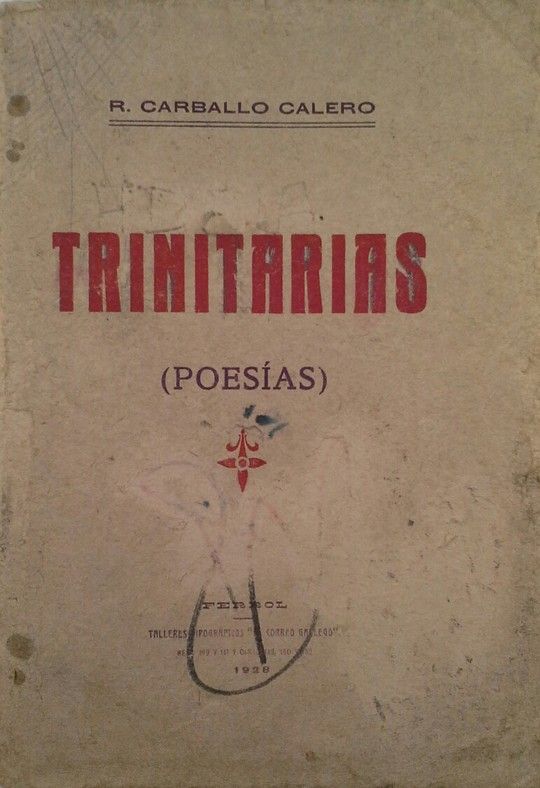 R. CARBALLO CALERO
TRINITARIAS
(POESÍAS)
FERROL
TALLERES TIPOGRÁFICOS "EL CORREO GALLEGO"
1928